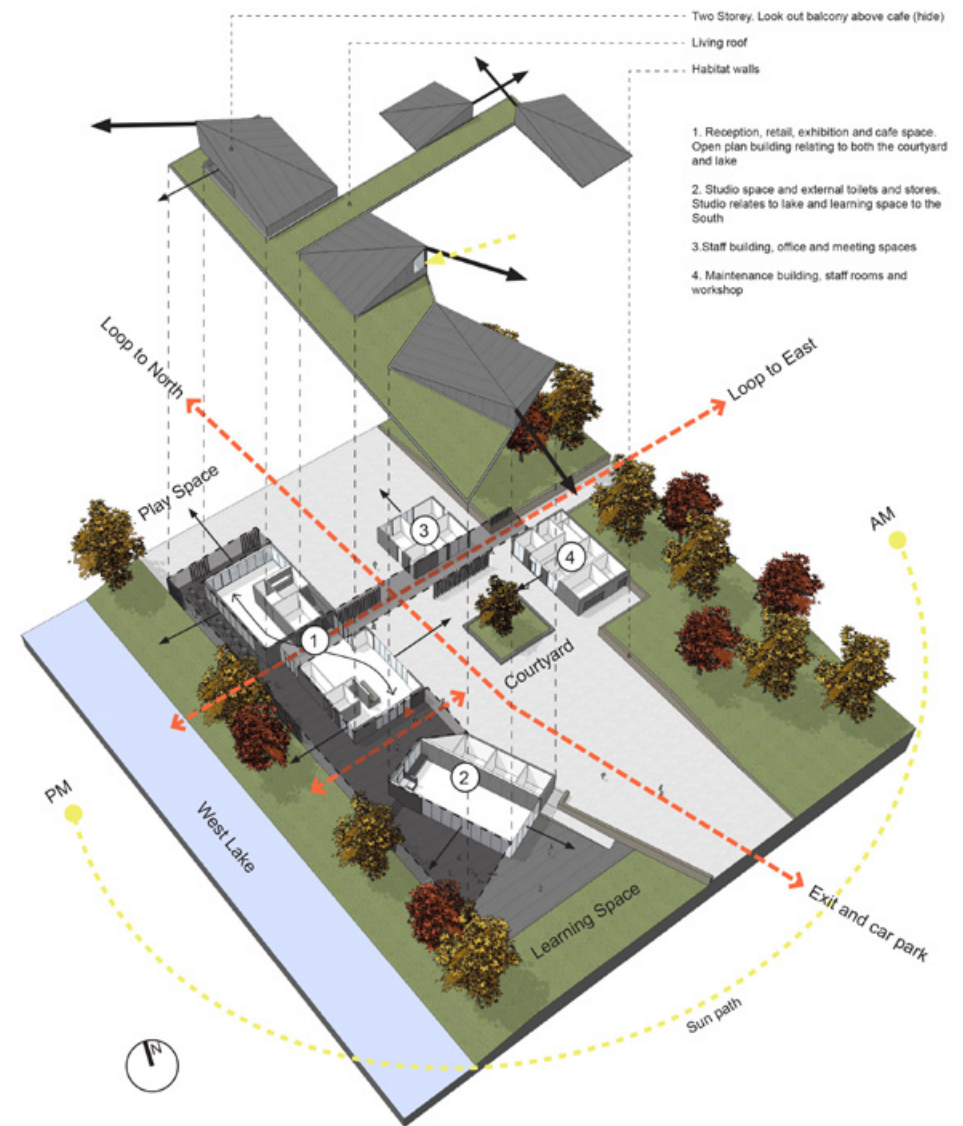 Two Storey. Look out balcony above cafe (hide)
Living roof
Habitat walls
1. Reception, retail, exhibition and cafe space.
Open plan building relating to both the courtyard
and lake
2. Studio space and external toilets and stores.
Studio relates to lake and learning space to the
South
3.Staff building, office and meeting spaces
4. Maintenance building, staff rooms and
workshop
Loop to North
Loop to East
Play Space
AM
3
4
1
Courtyard
2
PM
West Lake
Learning Space
Exit and car park
Sun path
N